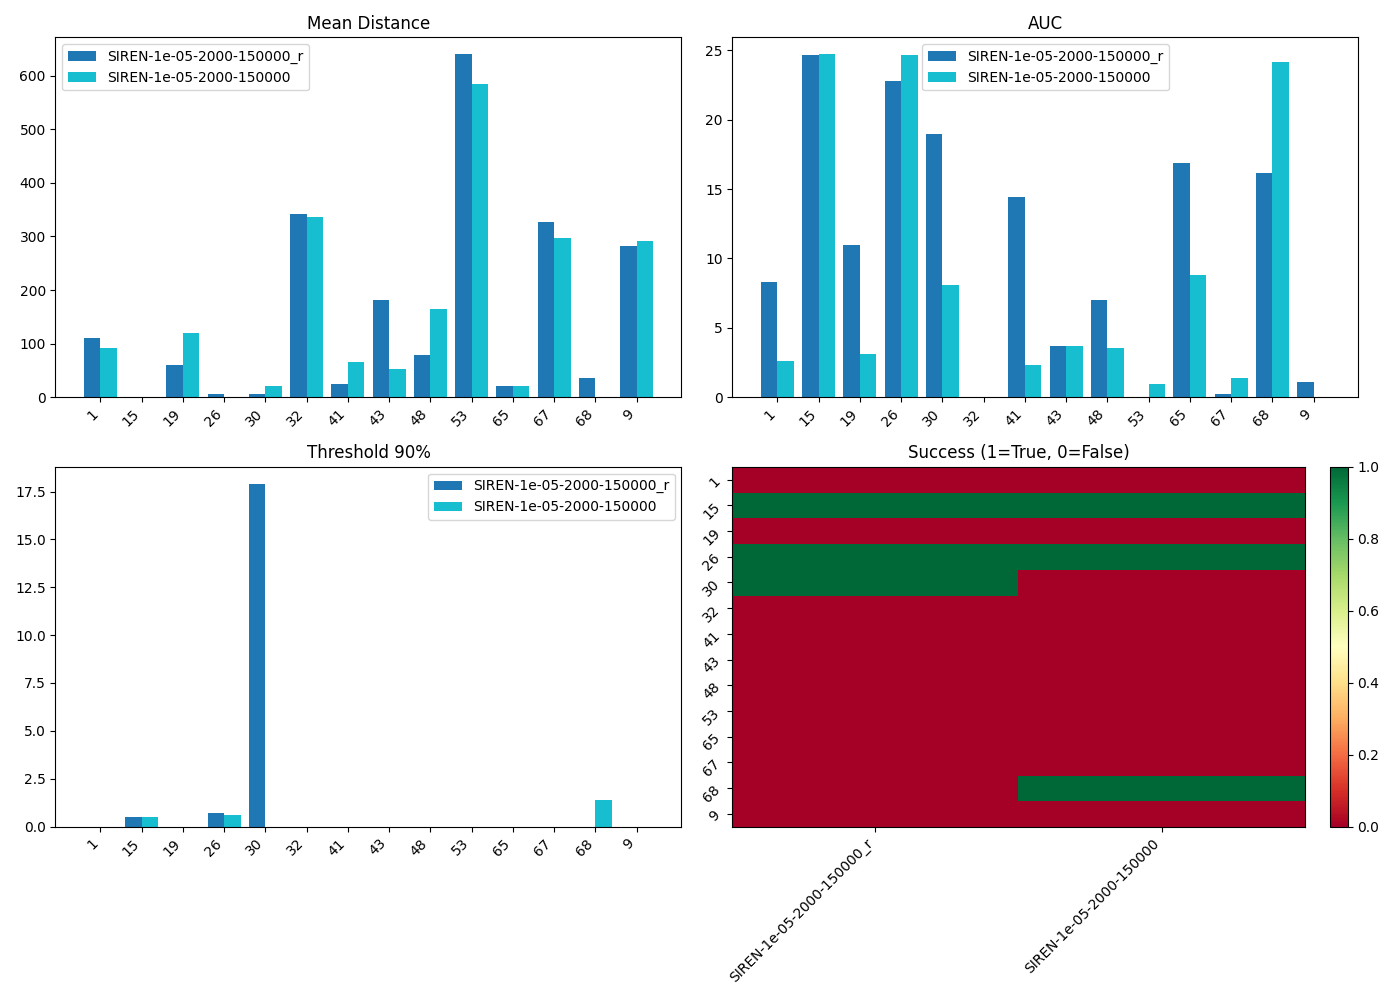 Mean Distance
SIREN-1e-05-2000-150000_r
SIREN-1e-05-2000-150000
600
500
400
300
200
100
0
1 15 19 26 30 32 41 43 48 53 65 67 68 9
AUC
SIREN-1e-05-2000-150000_r
SIREN-1e-05-2000-150000
25
20
15
10
5
0
1 15 19 26 30 32 41 43 48 53 65 67 68 9
Threshold 90%
SIREN-1e-05-2000-150000_r
SIREN-1e-05-2000-150000
17.5
15.0
12.5
10.0
7.5
5.0
2.5
0.0
1 15 19 26 30 32 41 43 48 53 65 67 68 9
Success (1=True, 0=False)
1
15
19
26
30
32
41
43
48
53
65
67
68
9
SIREN-1e-05-2000-150000_r
SIREN-1e-05-2000-150000
1.0
0.8
0.6
0.4
0.2
0.0